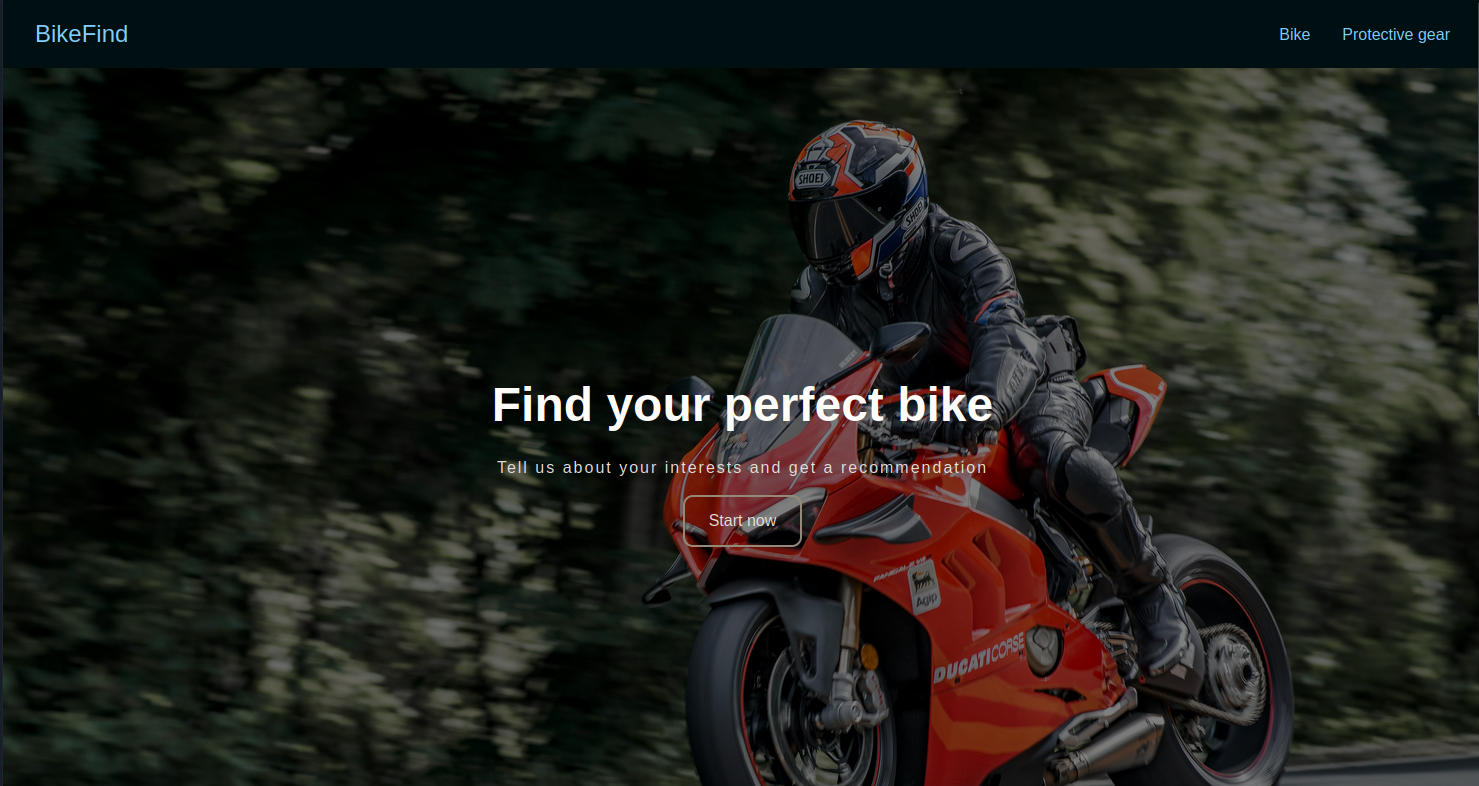 BikeFind
Bike
Protective gear
SHOEI
SHOEI
Find your perfect bike
Tell us about your interests and get a recommendation
Start now
PANIGALE V4
Agip
DUCATI CORSE